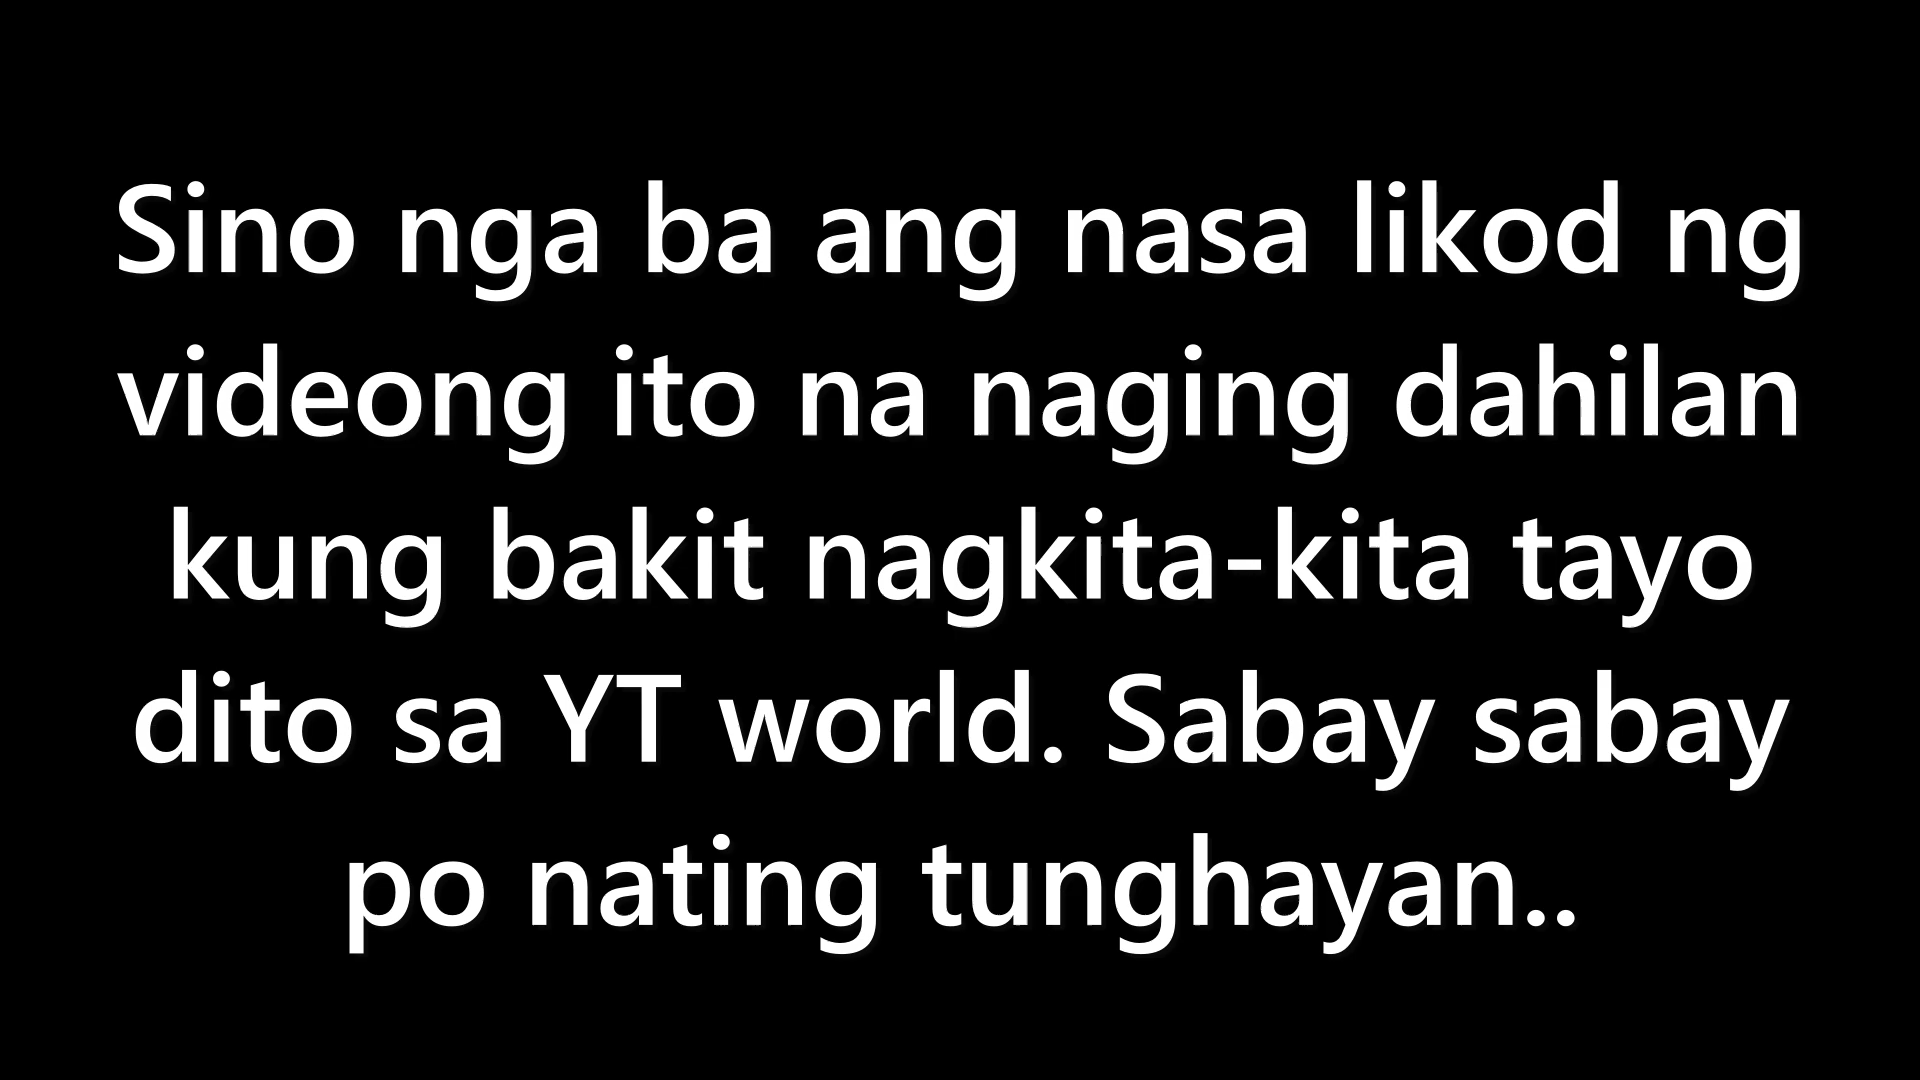 Sino nga ba ang nasa likod ng
videong ito na naging dahilan
kung bakit nagkita-kita tayo
dito sa YT world. Sabay sabay
po nating tunghayan..